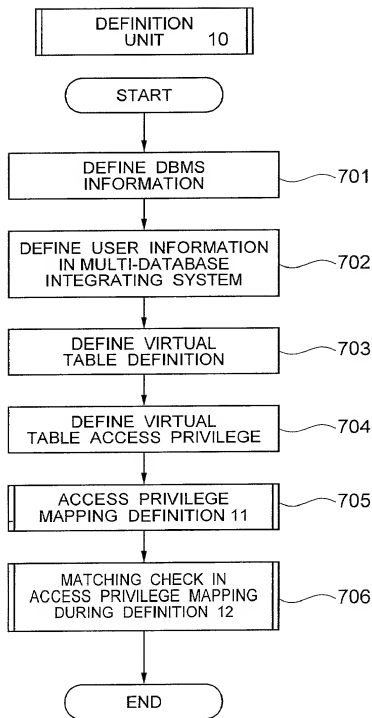 DEFINITION
UNIT 10
START
DEFINE DBMS
INFORMATION
701
DEFINE USER INFORMATION
IN MULTI-DATABASE
INTEGRATING SYSTEM
702
DEFINE VIRTUAL
TABLE DEFINITION
703
DEFINE VIRTUAL
TABLE ACCESS PRIVILEGE
704
ACCESS PRIVILEGE
MAPPING DEFINITION 11
705
MATCHING CHECK IN
ACCESS PRIVILEGE MAPPING
DURING DEFINITION 12
706
END